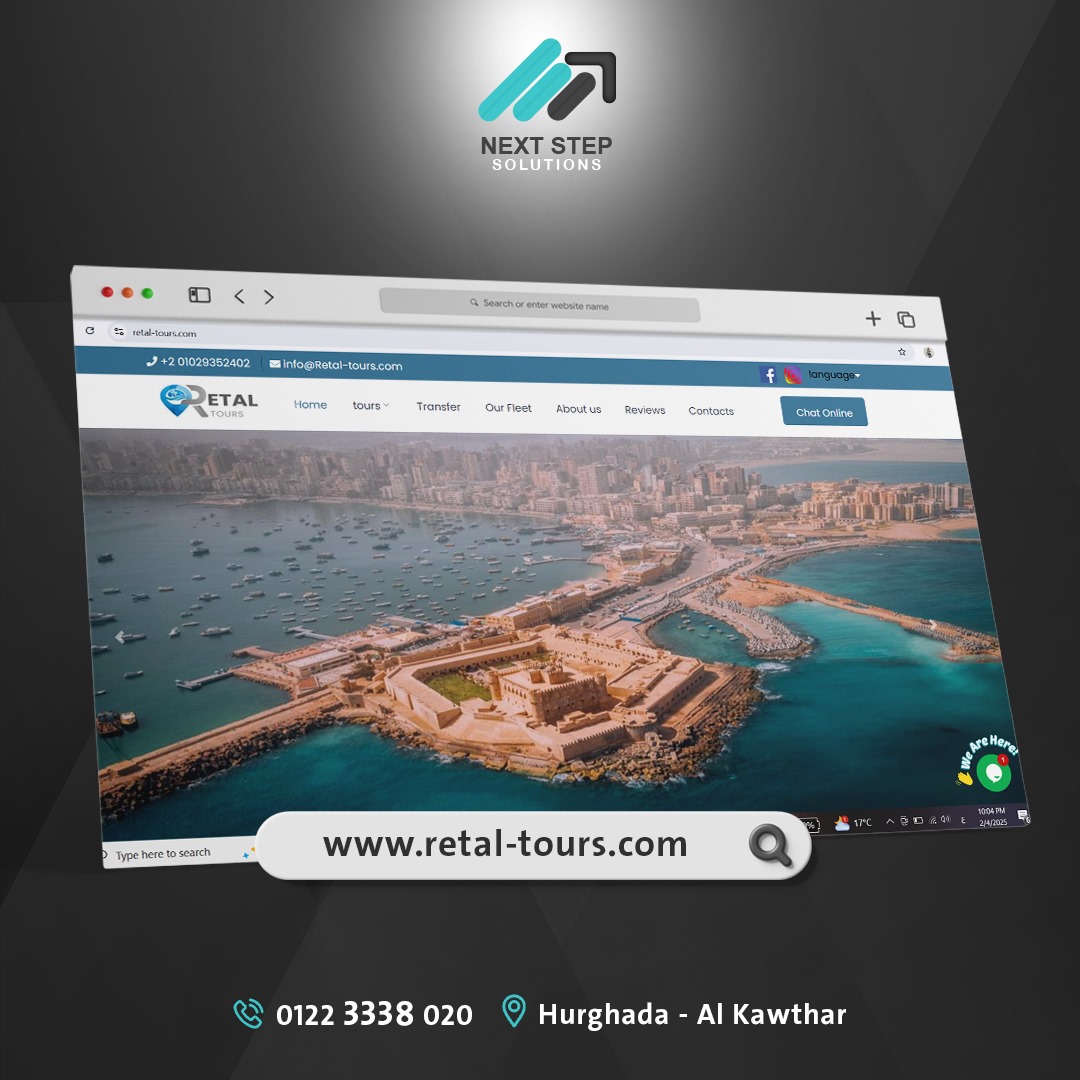 NEXT STEP
SOLUTIONS
Search or enter website name
retal-tours.com
+2 01029352402
info@Retal-tours.com
language
RETAL
TOURS
Home
tours
Transfer
Our Fleet
About us
Reviews
Contacts
Chat Online
We Are Here!
1
Type here to search
9%
17°C
ع
10:04 PM
2/4/2025
www.retal-tours.com
0122 3338 020
Hurghada - Al Kawthar